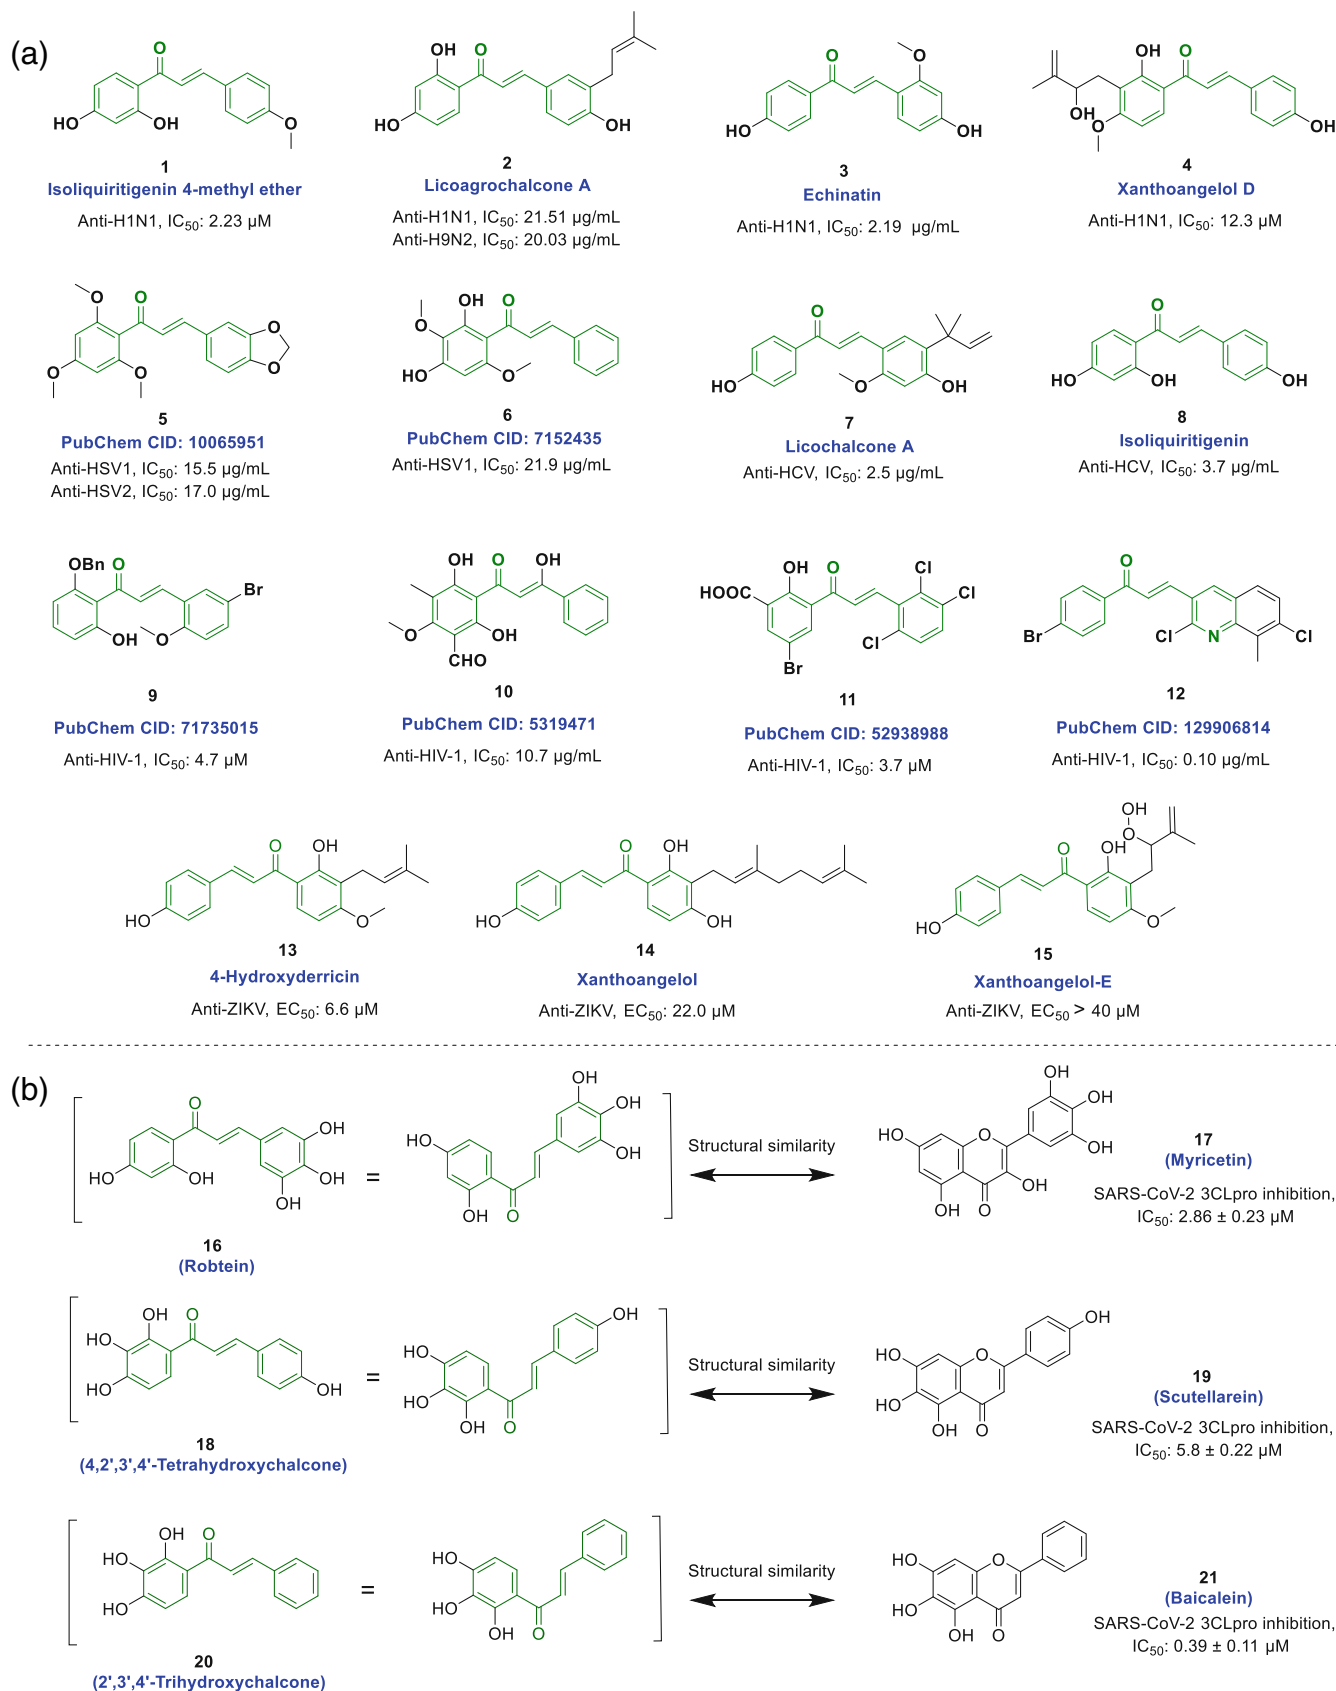 (a)
O
HO
OH
O
1
Isoliquiritigenin 4-methyl ether
Anti-H1N1, IC50: 2.23 µM
OH
O
HO
OH
2
Licoagrochalcone A
Anti-H1N1, IC50: 21.51 µg/mL
Anti-H9N2, IC50: 20.03 µg/mL
O
O
HO
OH
3
Echinatin
Anti-H1N1, IC50: 2.19 µg/mL
OH
O
OH
O
OH
4
Xanthoangelol D
Anti-H1N1, IC50: 12.3 µM
O
O
O
O
O
O
5
PubChem CID: 10065951
Anti-HSV1, IC50: 15.5 µg/mL
Anti-HSV2, IC50: 17.0 µg/mL
OH
O
O
HO
O
6
PubChem CID: 7152435
Anti-HSV1, IC50: 21.9 µg/mL
O
HO
O
OH
7
Licochalcone A
Anti-HCV, IC50: 2.5 µg/mL
O
HO
OH
OH
8
Isoliquiritigenin
Anti-HCV, IC50: 3.7 µg/mL
OBn
O
Br
OH
O
9
PubChem CID: 71735015
Anti-HIV-1, IC50: 4.7 µM
OH
O
OH
O
OH
CHO
10
PubChem CID: 5319471
Anti-HIV-1, IC50: 10.7 µg/mL
OH
O
Cl
HOOC
Cl
Cl
Br
11
PubChem CID: 52938988
Anti-HIV-1, IC50: 3.7 µM
O
Br
Cl
N
Cl
12
PubChem CID: 129906814
Anti-HIV-1, IC50: 0.10 µg/mL
O
OH
HO
O
13
4-Hydroxyderricin
Anti-ZIKV, EC50: 6.6 µM
O
OH
HO
OH
14
Xanthoangelol
Anti-ZIKV, EC50: 22.0 µM
OH
O
O
OH
HO
O
15
Xanthoangelol-E
Anti-ZIKV, EC50 > 40 µM
(b)
O
OH
HO
OH
OH
OH
16
(Robtein)
=
OH
OH
HO
OH
OH
O
Structural similarity
OH
OH
HO
O
OH
OH
OH
O
17
(Myricetin)
SARS-CoV-2 3CLpro inhibition,
IC50: 2.86 ± 0.23 µM
OH
O
HO
HO
OH
18
(4,2',3',4'-Tetrahydroxychalcone)
=
OH
HO
HO
OH
O
Structural similarity
OH
HO
O
HO
OH
O
19
(Scutellarein)
SARS-CoV-2 3CLpro inhibition,
IC50: 5.8 ± 0.22 µM
OH
O
HO
HO
20
(2',3',4'-Trihydroxychalcone)
=
HO
HO
OH
O
Structural similarity
HO
O
HO
OH
O
21
(Baicalein)
SARS-CoV-2 3CLpro inhibition,
IC50: 0.39 ± 0.11 µM